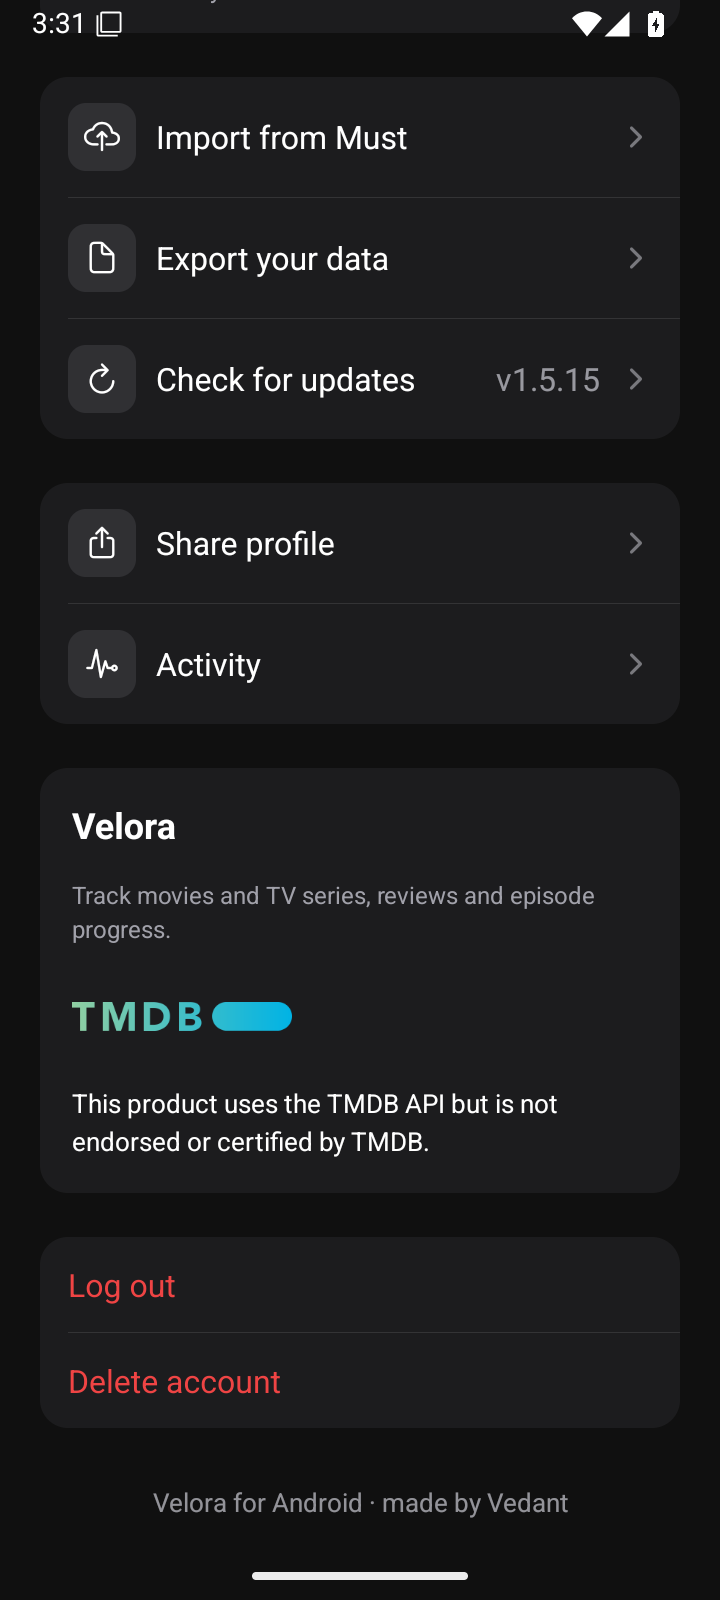 3:31
Import from Must
Export your data
Check for updates v1.5.15
Share profile
Activity
Velora
Track movies and TV series, reviews and episode
progress.
TMDB
This product uses the TMDB API but is not
endorsed or certified by TMDB.
Log out
Delete account
Velora for Android · made by Vedant